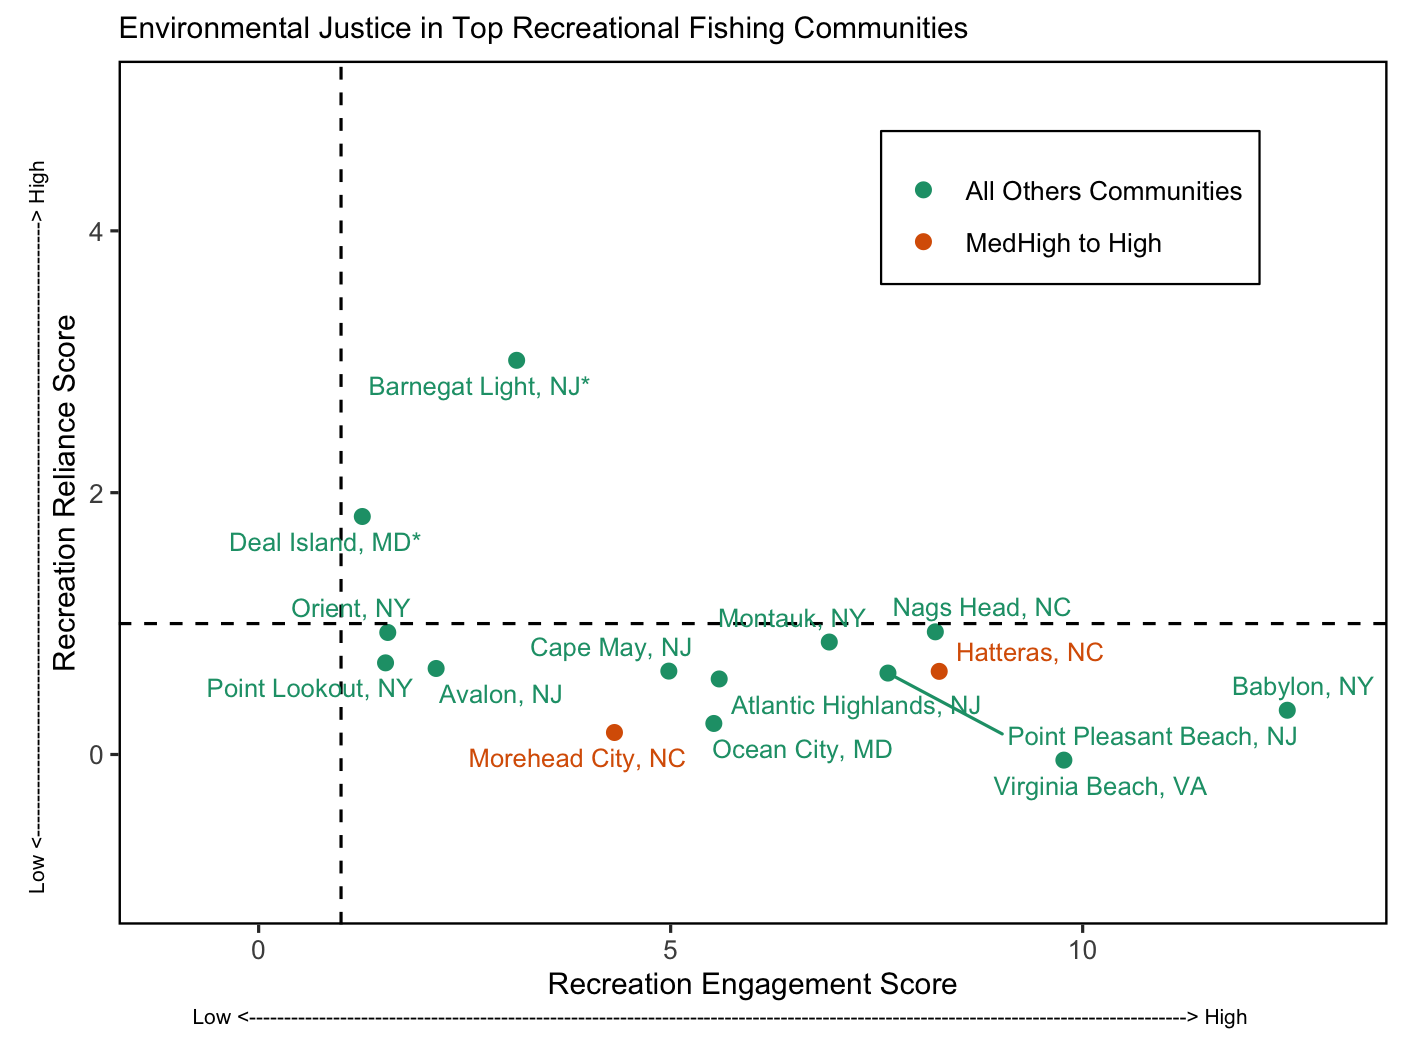 Environmental Justice in Top Recreational Fishing Communities
All Others Communities
MedHigh to High
Low <-----------------------------------------------------------------------------------------> High
Recreation Reliance Score
4
2
0
Barnegat Light, NJ*
Deal Island, MD*
Orient, NY
Montauk, NY
Nags Head, NC
Cape May, NJ
Hatteras, NC
Point Lookout, NY
Avalon, NJ
Babylon, NY
Atlantic Highlands, NJ
Point Pleasant Beach, NJ
Ocean City, MD
Morehead City, NC
Virginia Beach, VA
0
5
10
Recreation Engagement Score
Low <--------------------------------------------------------------------------------------------------------------------------------------> High